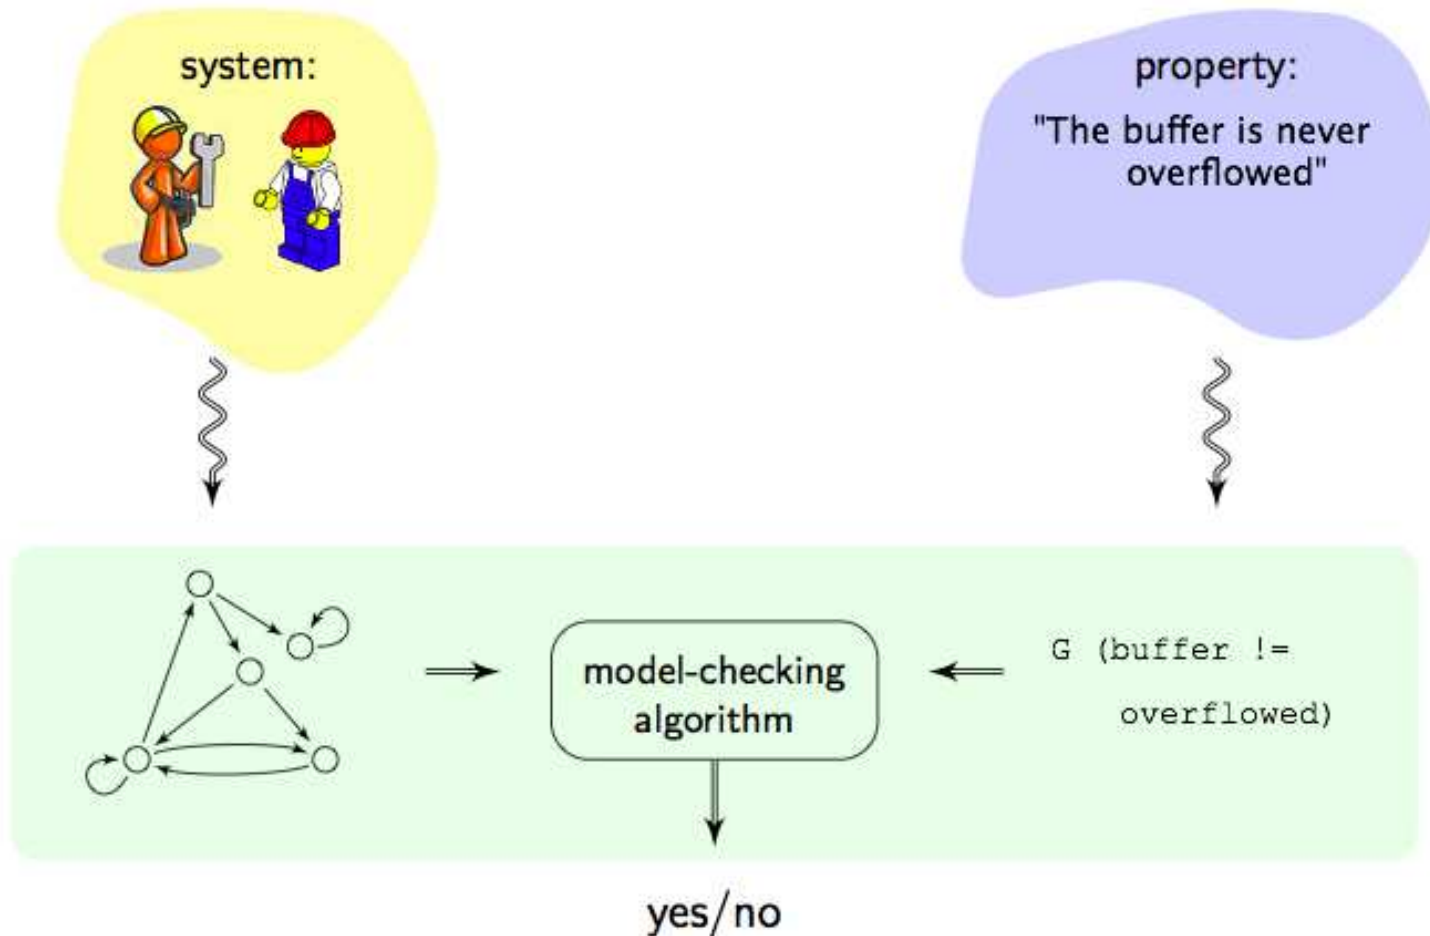 system:
property:
"The buffer is never
overflowed"
model-checking
algorithm
G (buffer !=
overflowed)
yes/no